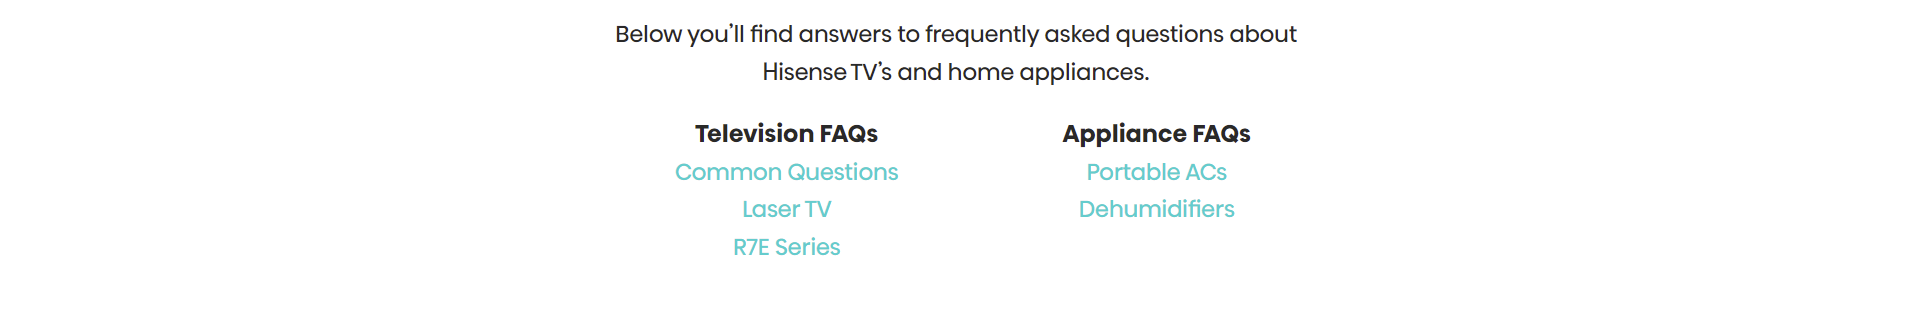 Below you’ll find answers to frequently asked questions about
Hisense TV’s and home appliances.
Television FAQs
Common Questions
Laser TV
R7E Series
Appliance FAQs
Portable ACs
Dehumidifiers